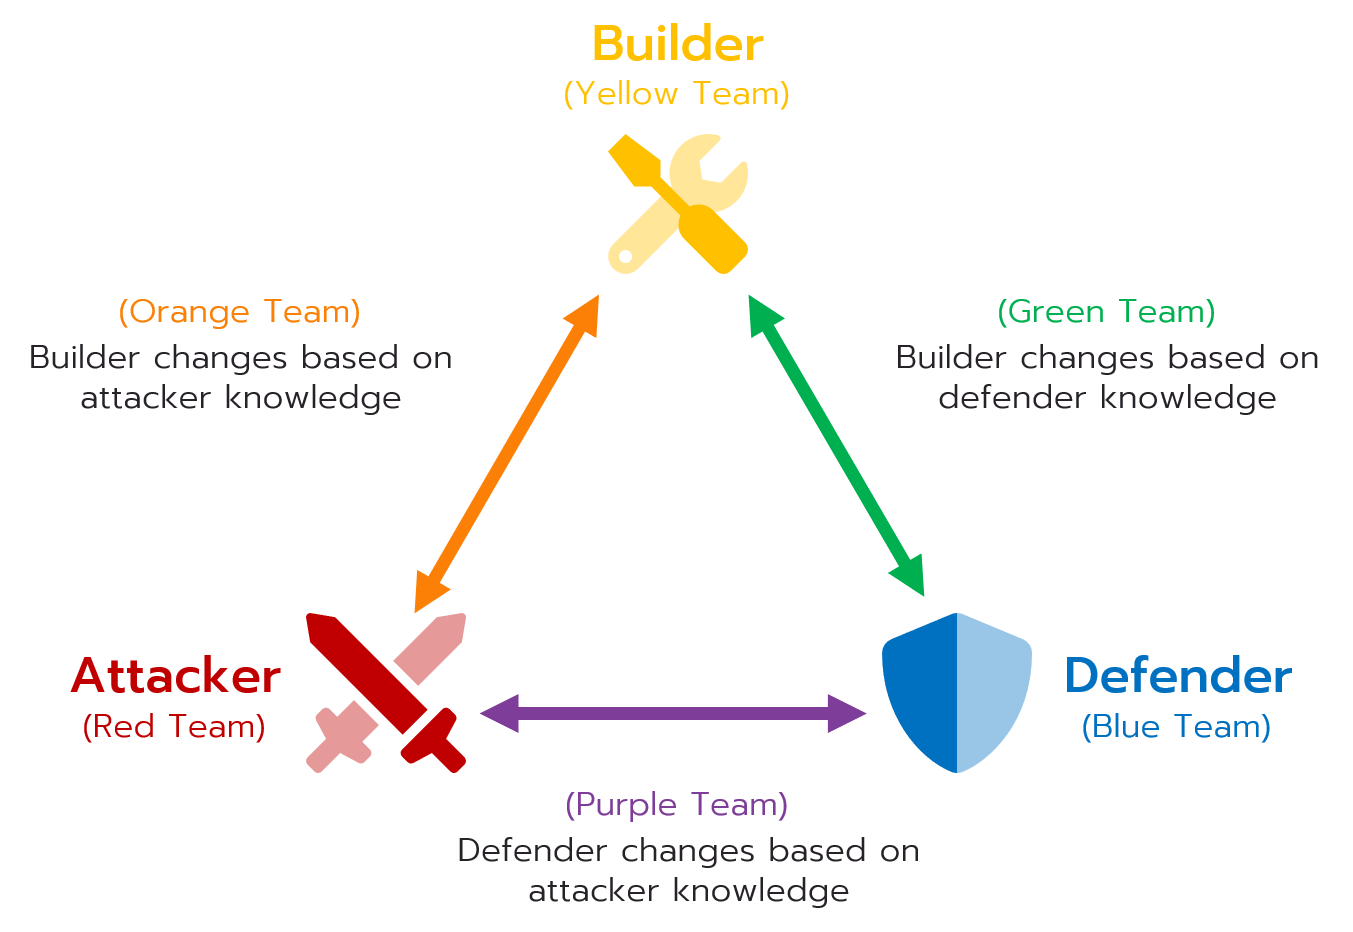 Builder
(Yellow Team)
(Orange Team)
Builder changes based on
attacker knowledge
(Green Team)
Builder changes based on
defender knowledge
Attacker
(Red Team)
Defender
(Blue Team)
(Purple Team)
Defender changes based on
attacker knowledge